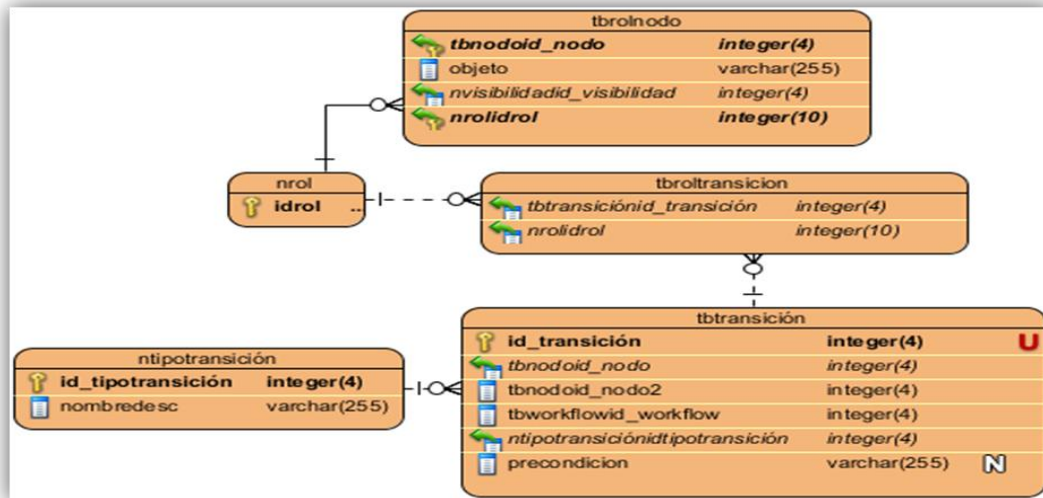 tbrolnodo
tbnodoid_nodo integer(4)
objeto varchar(255)
nvisibilidadid_visibilidad integer(4)
nrolidrol integer(10)
nrol
idrol ...
tbroltransicion
tbtransiciónid_transición integer(4)
nrolidrol integer(10)
tbtransición
id_transición integer(4) U
tbnodoid_nodo integer(4)
tbnodoid_nodo2 integer(4)
tbworkflowid_workflow integer(4)
ntipotransiciónidtipotransición integer(4)
precondicion varchar(255) N
ntipotransición
id_tipotransición integer(4)
nombredesc varchar(255)